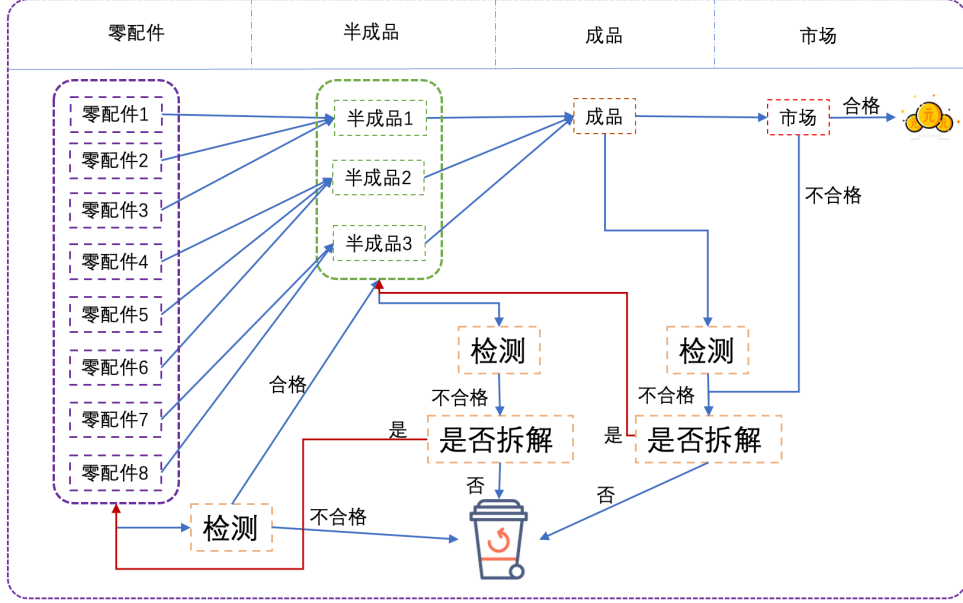 零配件
半成品
成品
市场
零配件1
零配件2
零配件3
零配件4
零配件5
零配件6
零配件7
零配件8
半成品1
半成品2
半成品3
成品
市场
合格
元
不合格
合格
检测
不合格
检测
不合格
是否拆解
是
否
检测
不合格
是否拆解
是
否